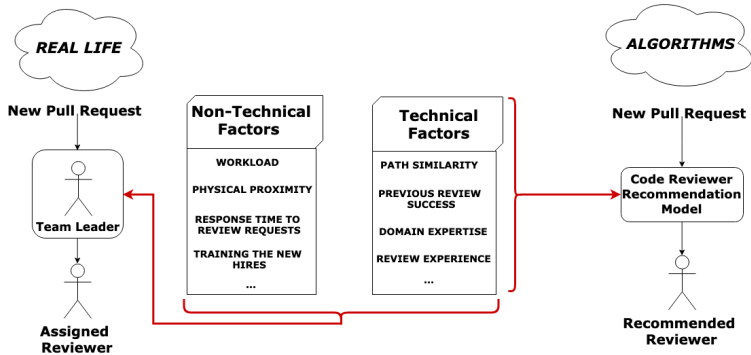 REAL LIFE
New Pull Request
Team Leader
Assigned
Reviewer
Non-Technical
Factors
WORKLOAD
PHYSICAL PROXIMITY
RESPONSE TIME TO
REVIEW REQUESTS
TRAINING THE NEW
HIRES
...
Technical
Factors
PATH SIMILARITY
PREVIOUS REVIEW
SUCCESS
DOMAIN EXPERTISE
REVIEW EXPERIENCE
...
ALGORITHMS
New Pull Request
Code Reviewer
Recommendation
Model
Recommended
Reviewer